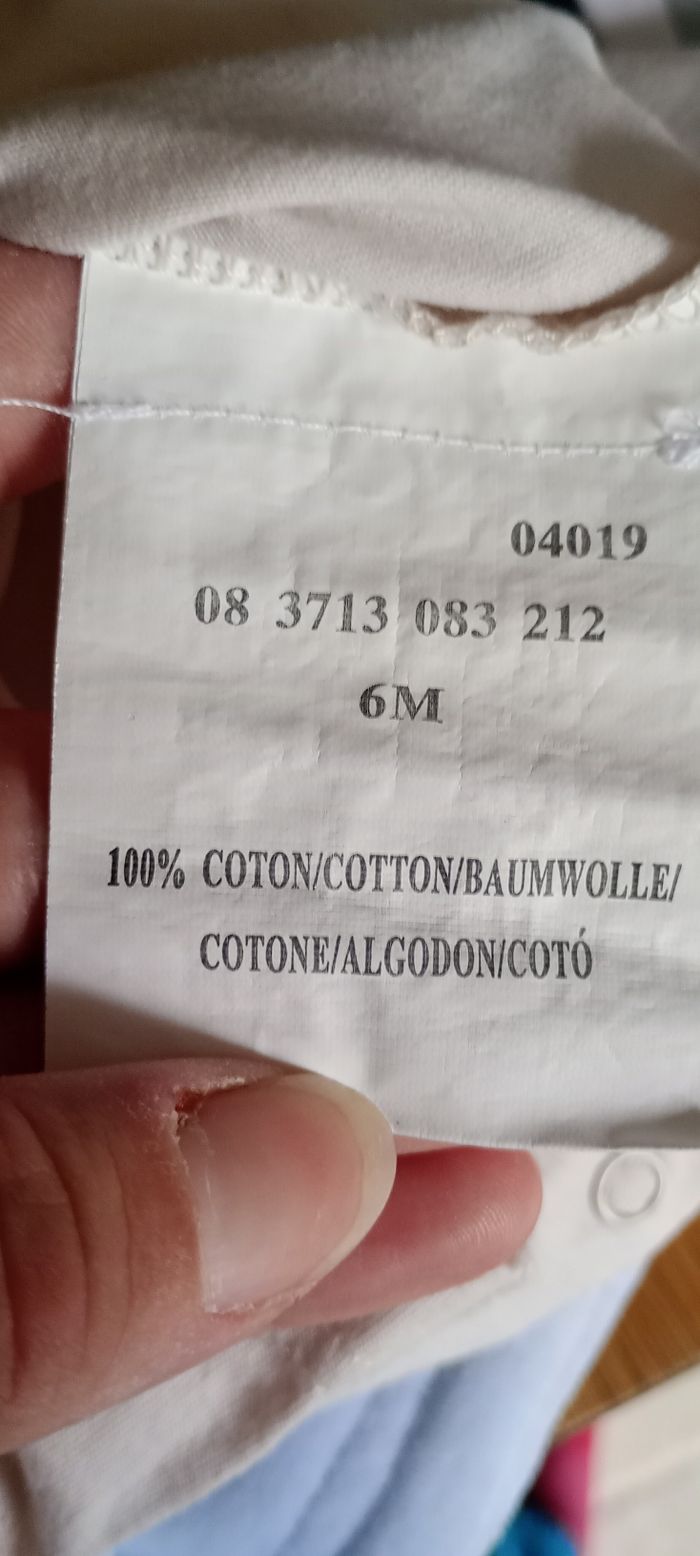 04019
08 3713 083 212
6M
100% COTON/COTTON/BAUMWOLLE/
COTONE/ALGODON/COTÓ